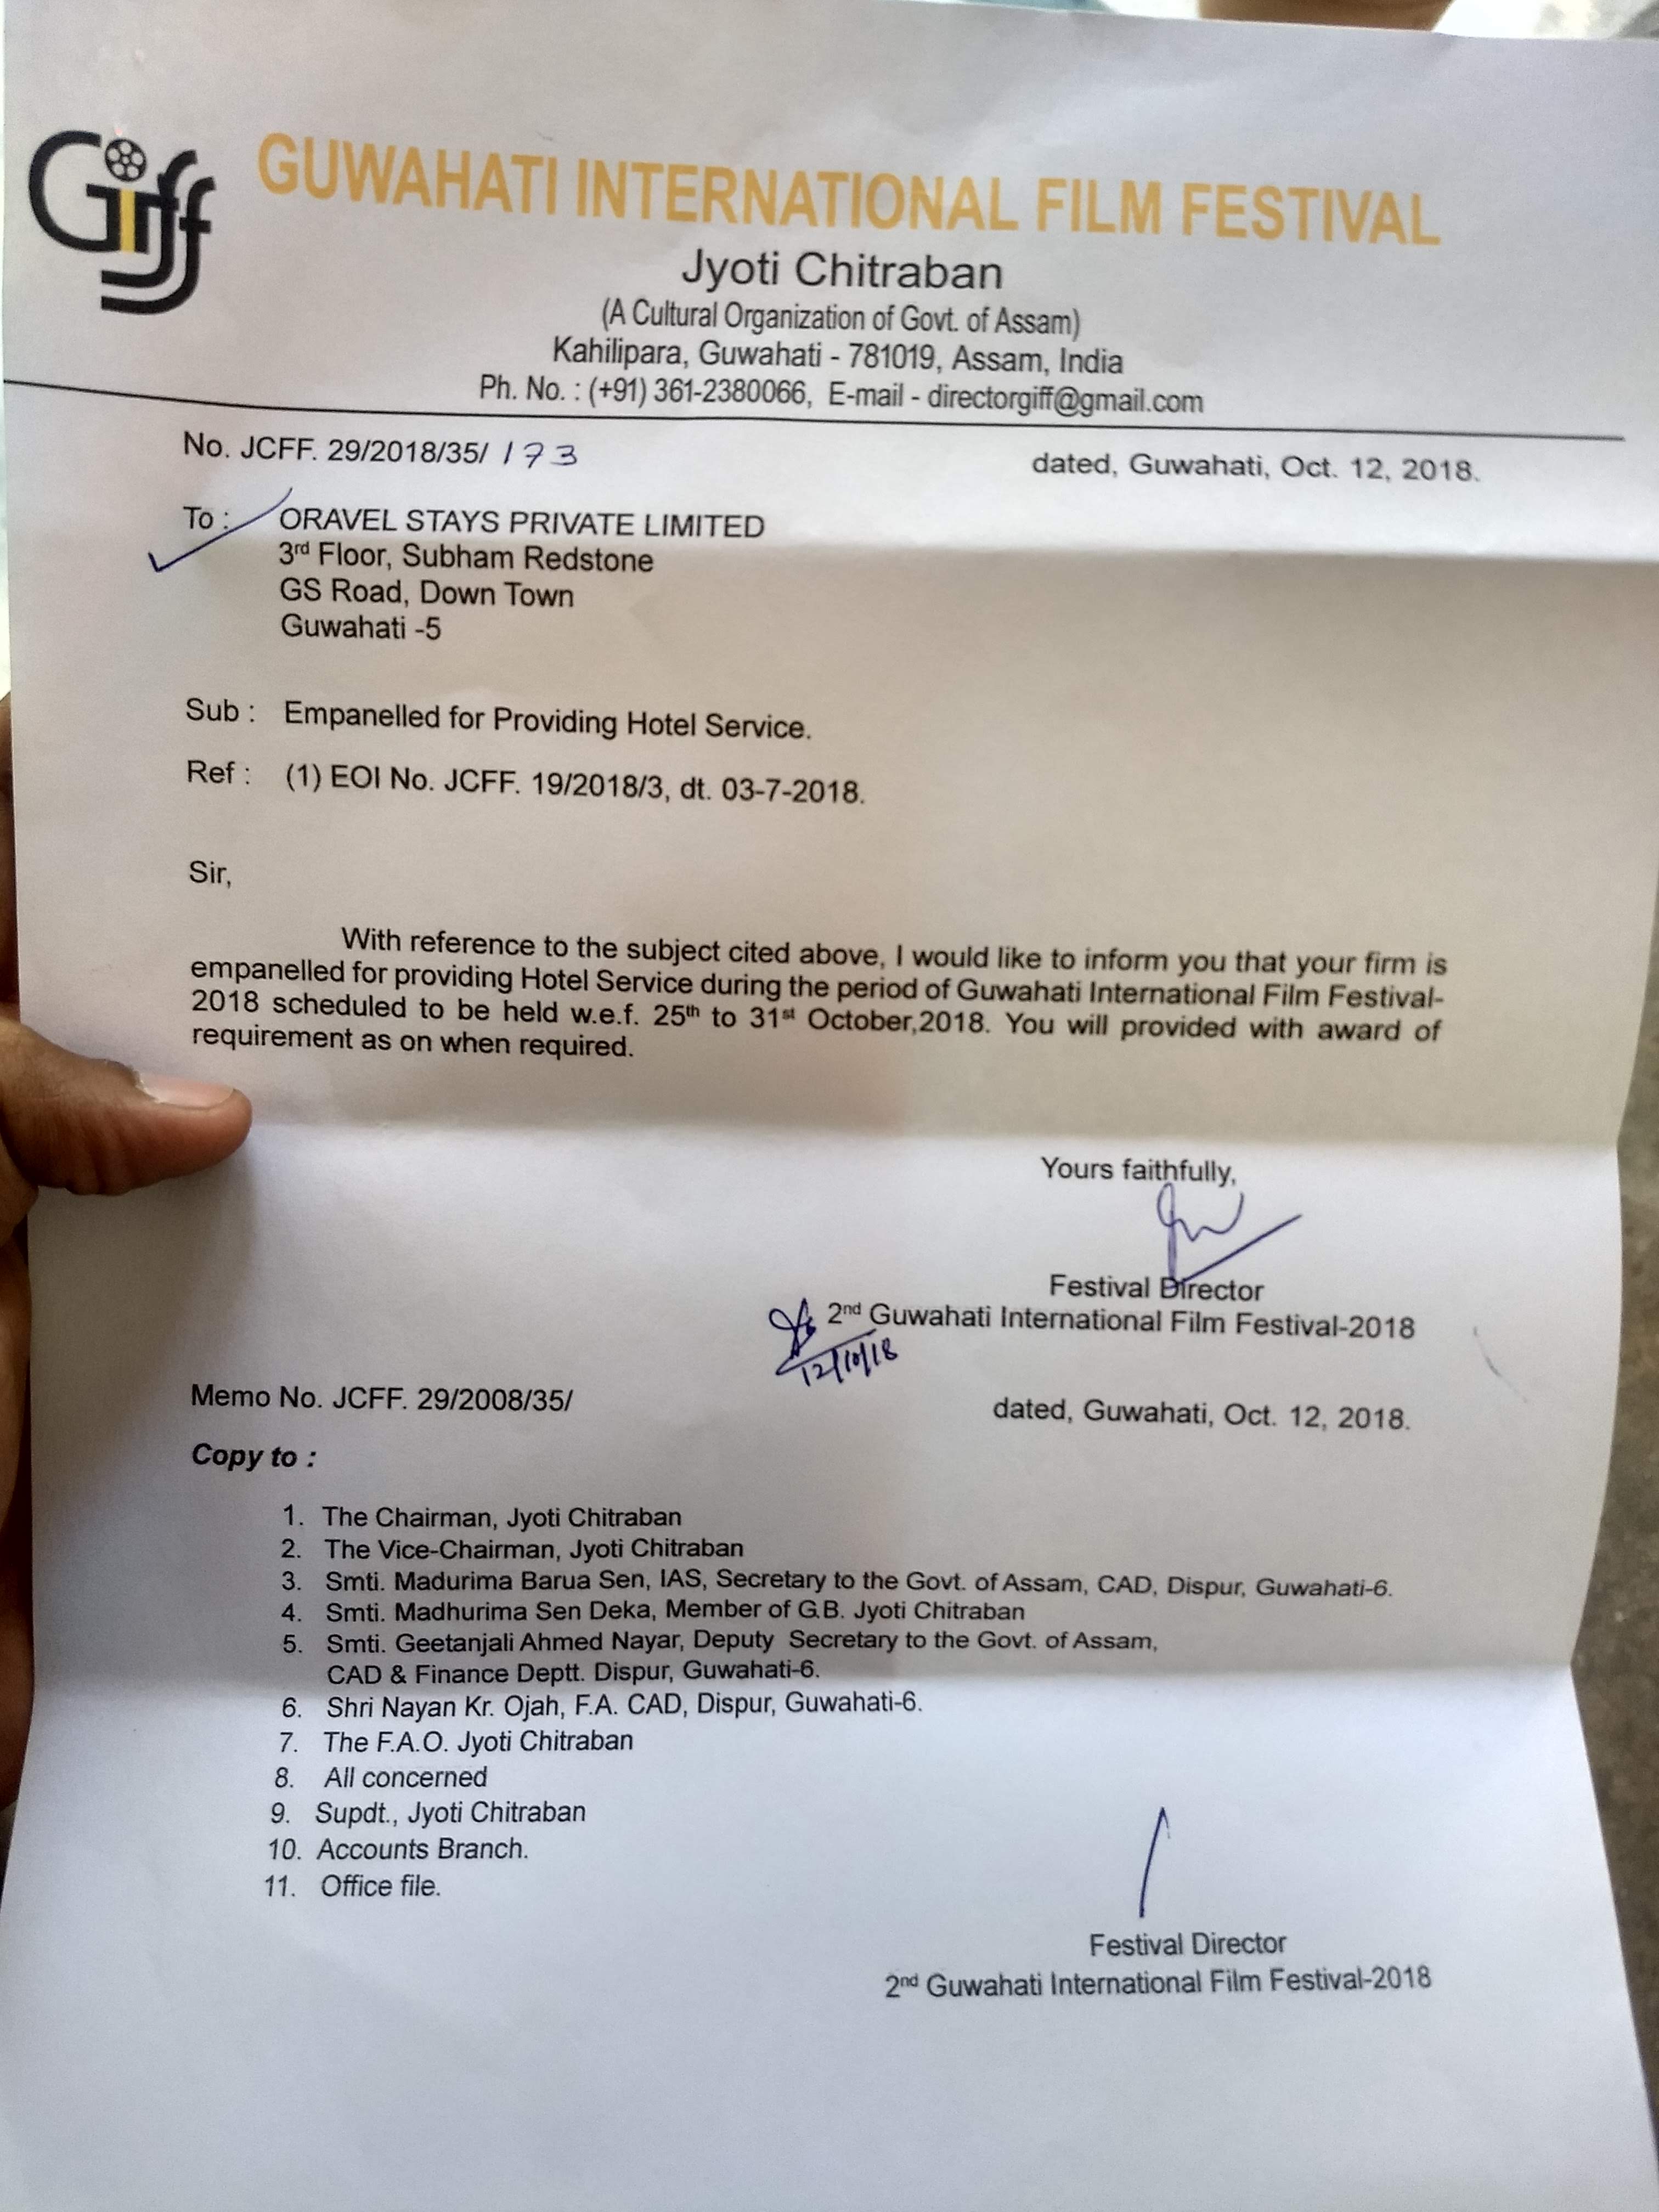 Giff
GUWAHATI INTERNATIONAL FILM FESTIVAL
Jyoti Chitraban
(A Cultural Organization of Govt. of Assam)
Kahilipara, Guwahati - 781019, Assam, India
Ph. No. : (+91) 361-2380066, E-mail - directorgiff@gmail.com
No. JCFF. 29/2018/35/ 173 dated, Guwahati, Oct. 12, 2018.
To : ORAVEL STAYS PRIVATE LIMITED
3rd Floor, Subham Redstone
GS Road, Down Town
Guwahati -5
Sub : Empanelled for Providing Hotel Service.
Ref : (1) EOI No. JCFF. 19/2018/3, dt. 03-7-2018.
Sir,
With reference to the subject cited above, I would like to inform you that your firm is
empanelled for providing Hotel Service during the period of Guwahati International Film Festival-
2018 scheduled to be held w.e.f. 25th to 31st October,2018. You will provided with award of
requirement as on when required.
Yours faithfully,
Festival Director
2nd Guwahati International Film Festival-2018
12/10/18
Memo No. JCFF. 29/2008/35/ dated, Guwahati, Oct. 12, 2018.
Copy to :
1. The Chairman, Jyoti Chitraban
2. The Vice-Chairman, Jyoti Chitraban
3. Smti. Madurima Barua Sen, IAS, Secretary to the Govt. of Assam, CAD, Dispur, Guwahati-6.
4. Smti. Madhurima Sen Deka, Member of G.B. Jyoti Chitraban
5. Smti. Geetanjali Ahmed Nayar, Deputy Secretary to the Govt. of Assam,
CAD & Finance Deptt. Dispur, Guwahati-6.
6. Shri Nayan Kr. Ojah, F.A. CAD, Dispur, Guwahati-6.
7. The F.A.O. Jyoti Chitraban
8. All concerned
9. Supdt., Jyoti Chitraban
10. Accounts Branch.
11. Office file.
Festival Director
2nd Guwahati International Film Festival-2018